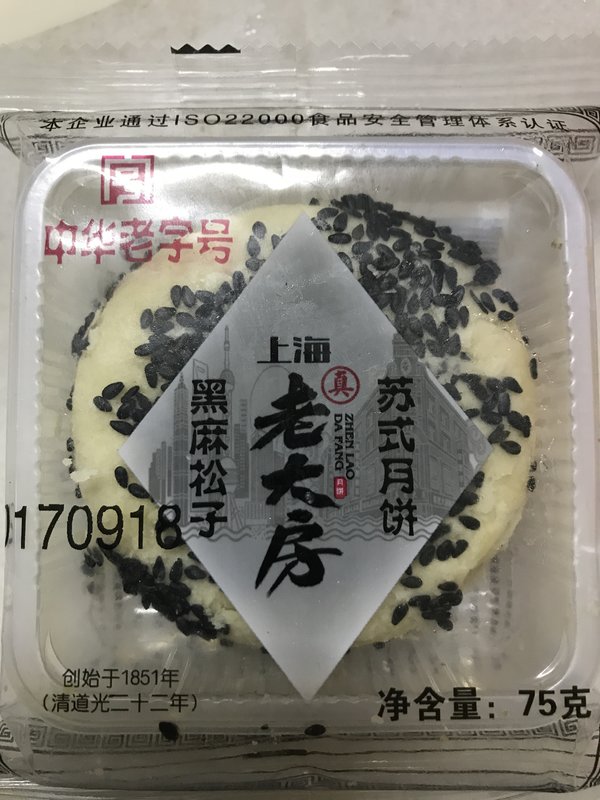 本企业通过ISO22000食品安全管理体系认证
中华老字号
上海
真
老大房
ZHEN LAO
DA FANG
月饼
苏式月饼
黑麻松子
0170918
创始于1851年
(清道光二十二年)
净含量: 75克